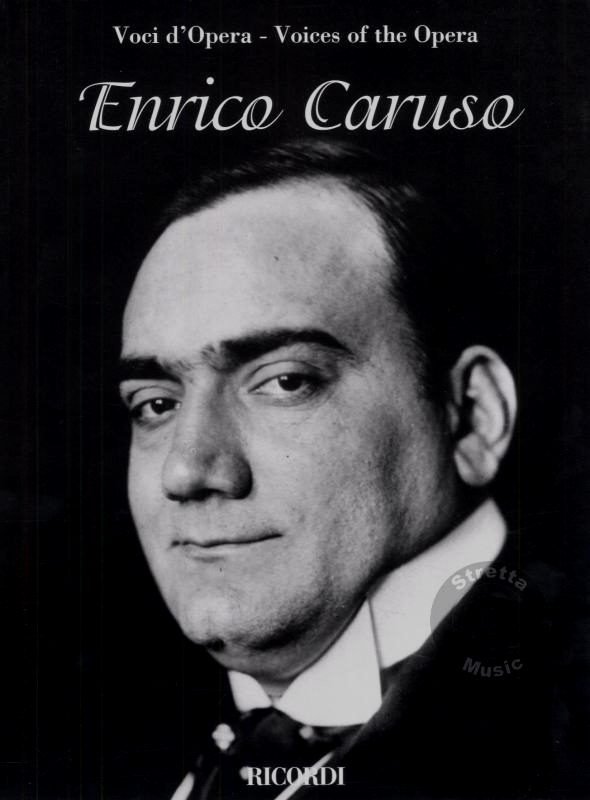 Voci d'Opera - Voices of the Opera
Enrico Caruso
Stretta
Music
RICORDI